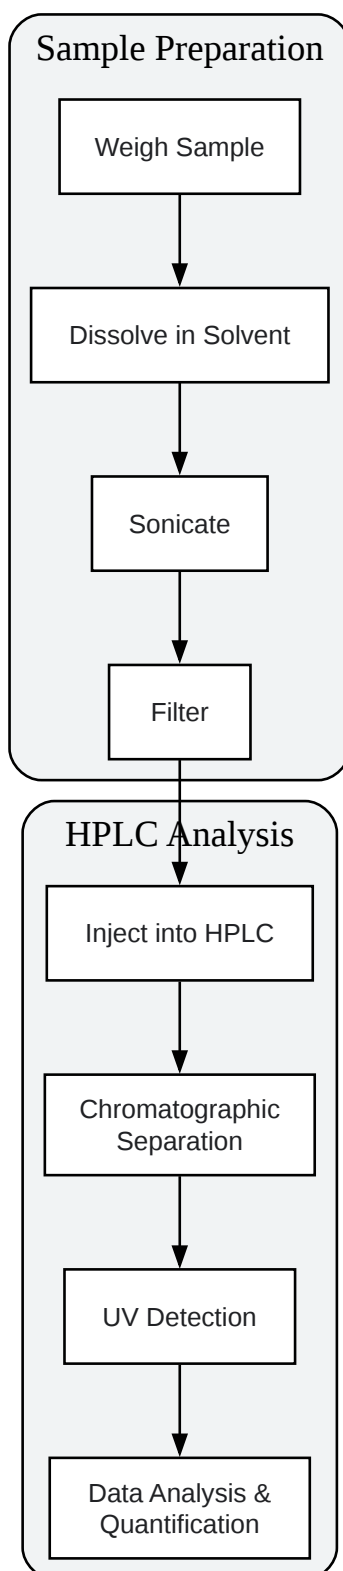 Sample Preparation
Weigh Sample
Dissolve in Solvent
Sonicate
Filter
HPLC Analysis
Inject into HPLC
Chromatographic
Separation
UV Detection
Data Analysis &
Quantification